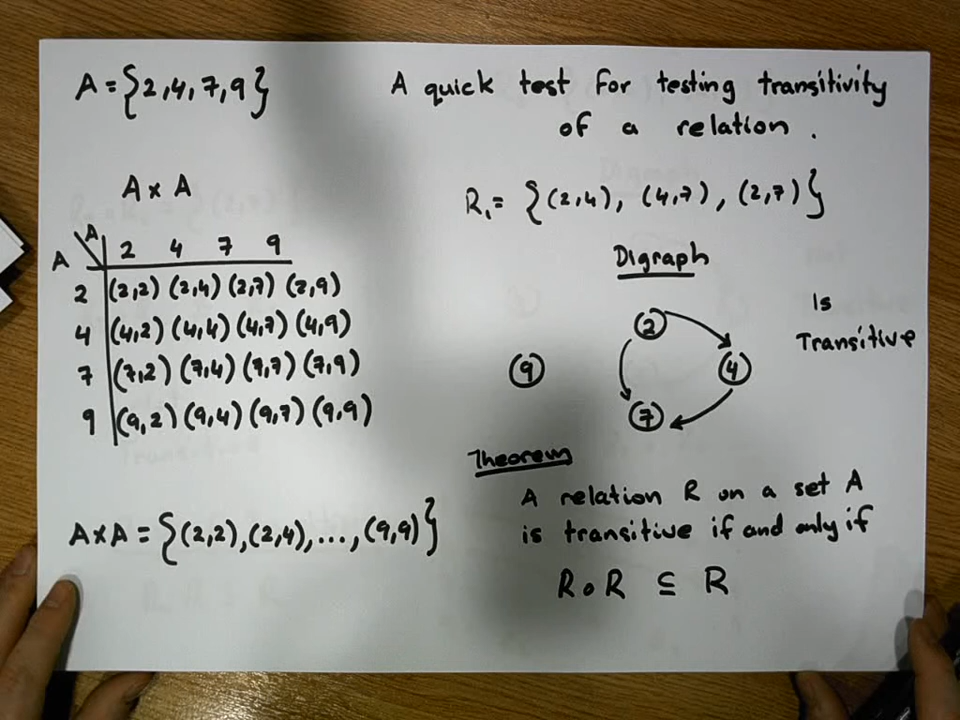 A = {2,4,7,9}
A × A
A
A 2 4 7 9
2 (2,2) (2,4) (2,7) (2,9)
4 (4,2) (4,4) (4,7) (4,9)
7 (7,2) (7,4) (7,7) (7,9)
9 (9,2) (9,4) (9,7) (9,9)
A×A = {(2,2),(2,4),...,(9,9)}
A quick test for testing transitivity
of a relation.
R₁ = {(2,4), (4,7), (2,7)}
Digraph
2
9
4
7
Is
Transitive
Theorem
A relation R on a set A
is transitive if and only if
R∘R ⊆ R